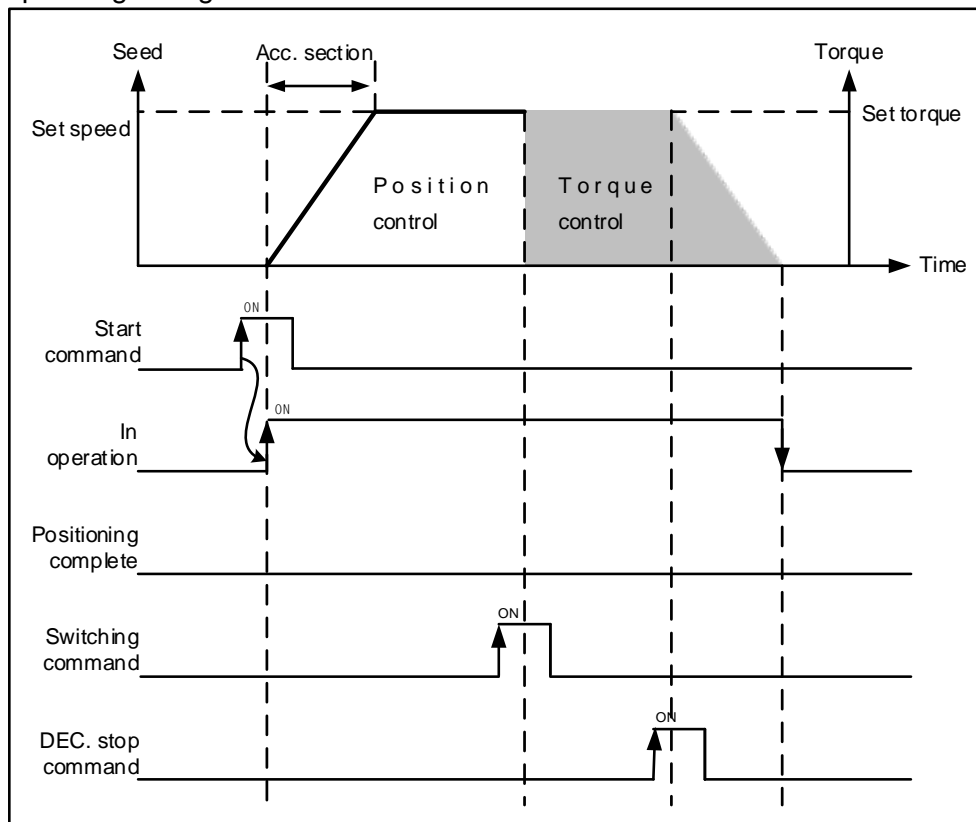 Seed
Acc. section
Torque
Set speed
Set torque
Position
control
Torque
control
Time
ON
Start
command
ON
In
operation
Positioning
complete
ON
Switching
command
ON
DEC. stop
command